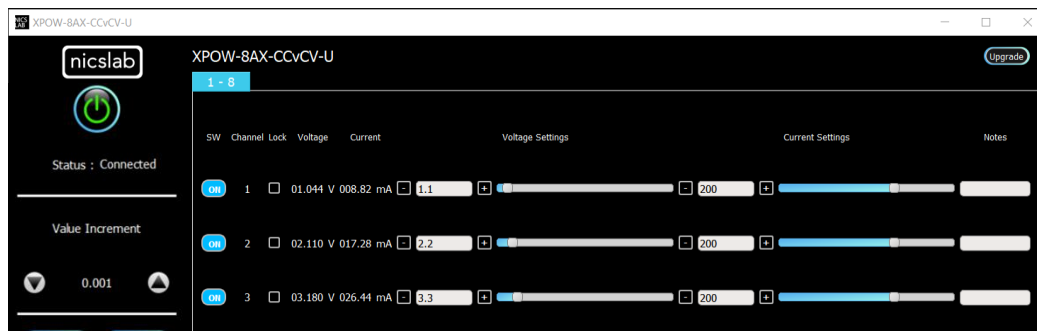 NICS LAB XPOW-8AX-CCvCV-U
nicslab
XPOW-8AX-CCvCV-U
Upgrade
1 - 8
SW Channel Lock Voltage Current Voltage Settings Current Settings Notes
Status : Connected
ON 1 01.044 V 008.82 mA - 1.1 + - 200 +
Value Increment
ON 2 02.110 V 017.28 mA - 2.2 + - 200 +
0.001
ON 3 03.180 V 026.44 mA - 3.3 + - 200 +